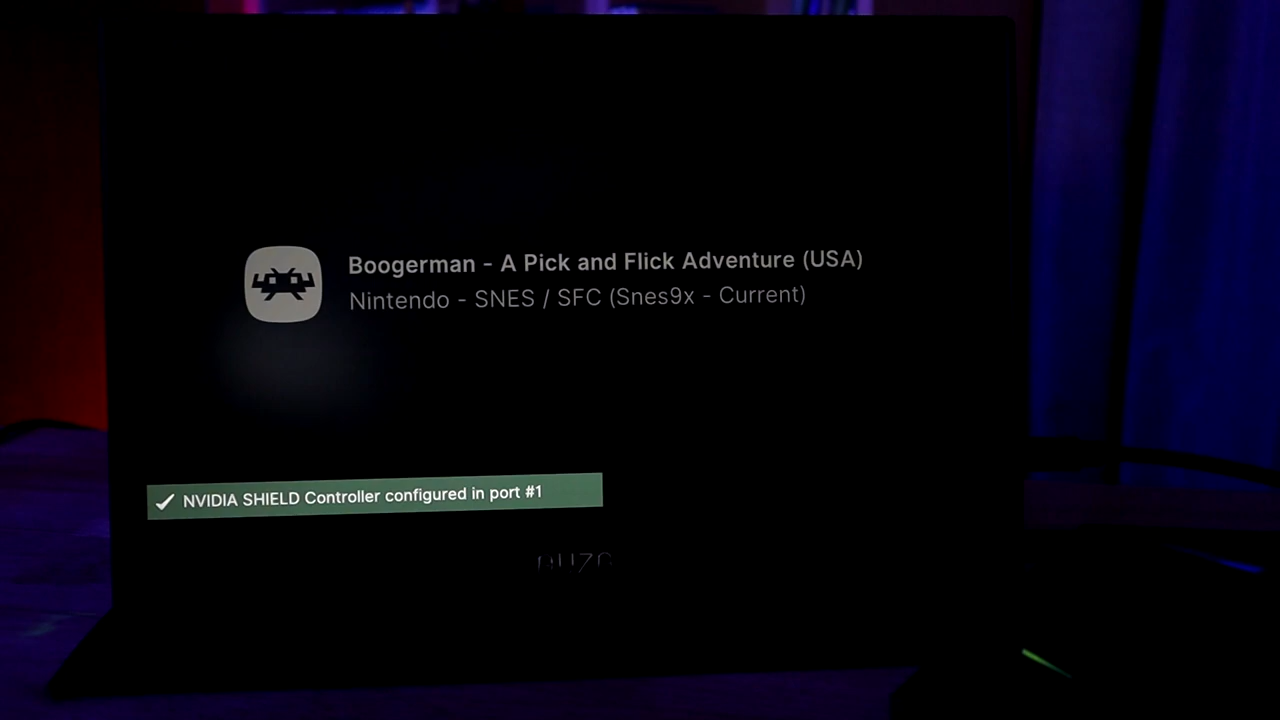 Boogerman - A Pick and Flick Adventure (USA)
Nintendo - SNES / SFC (Snes9x - Current)
NVIDIA SHIELD Controller configured in port #1